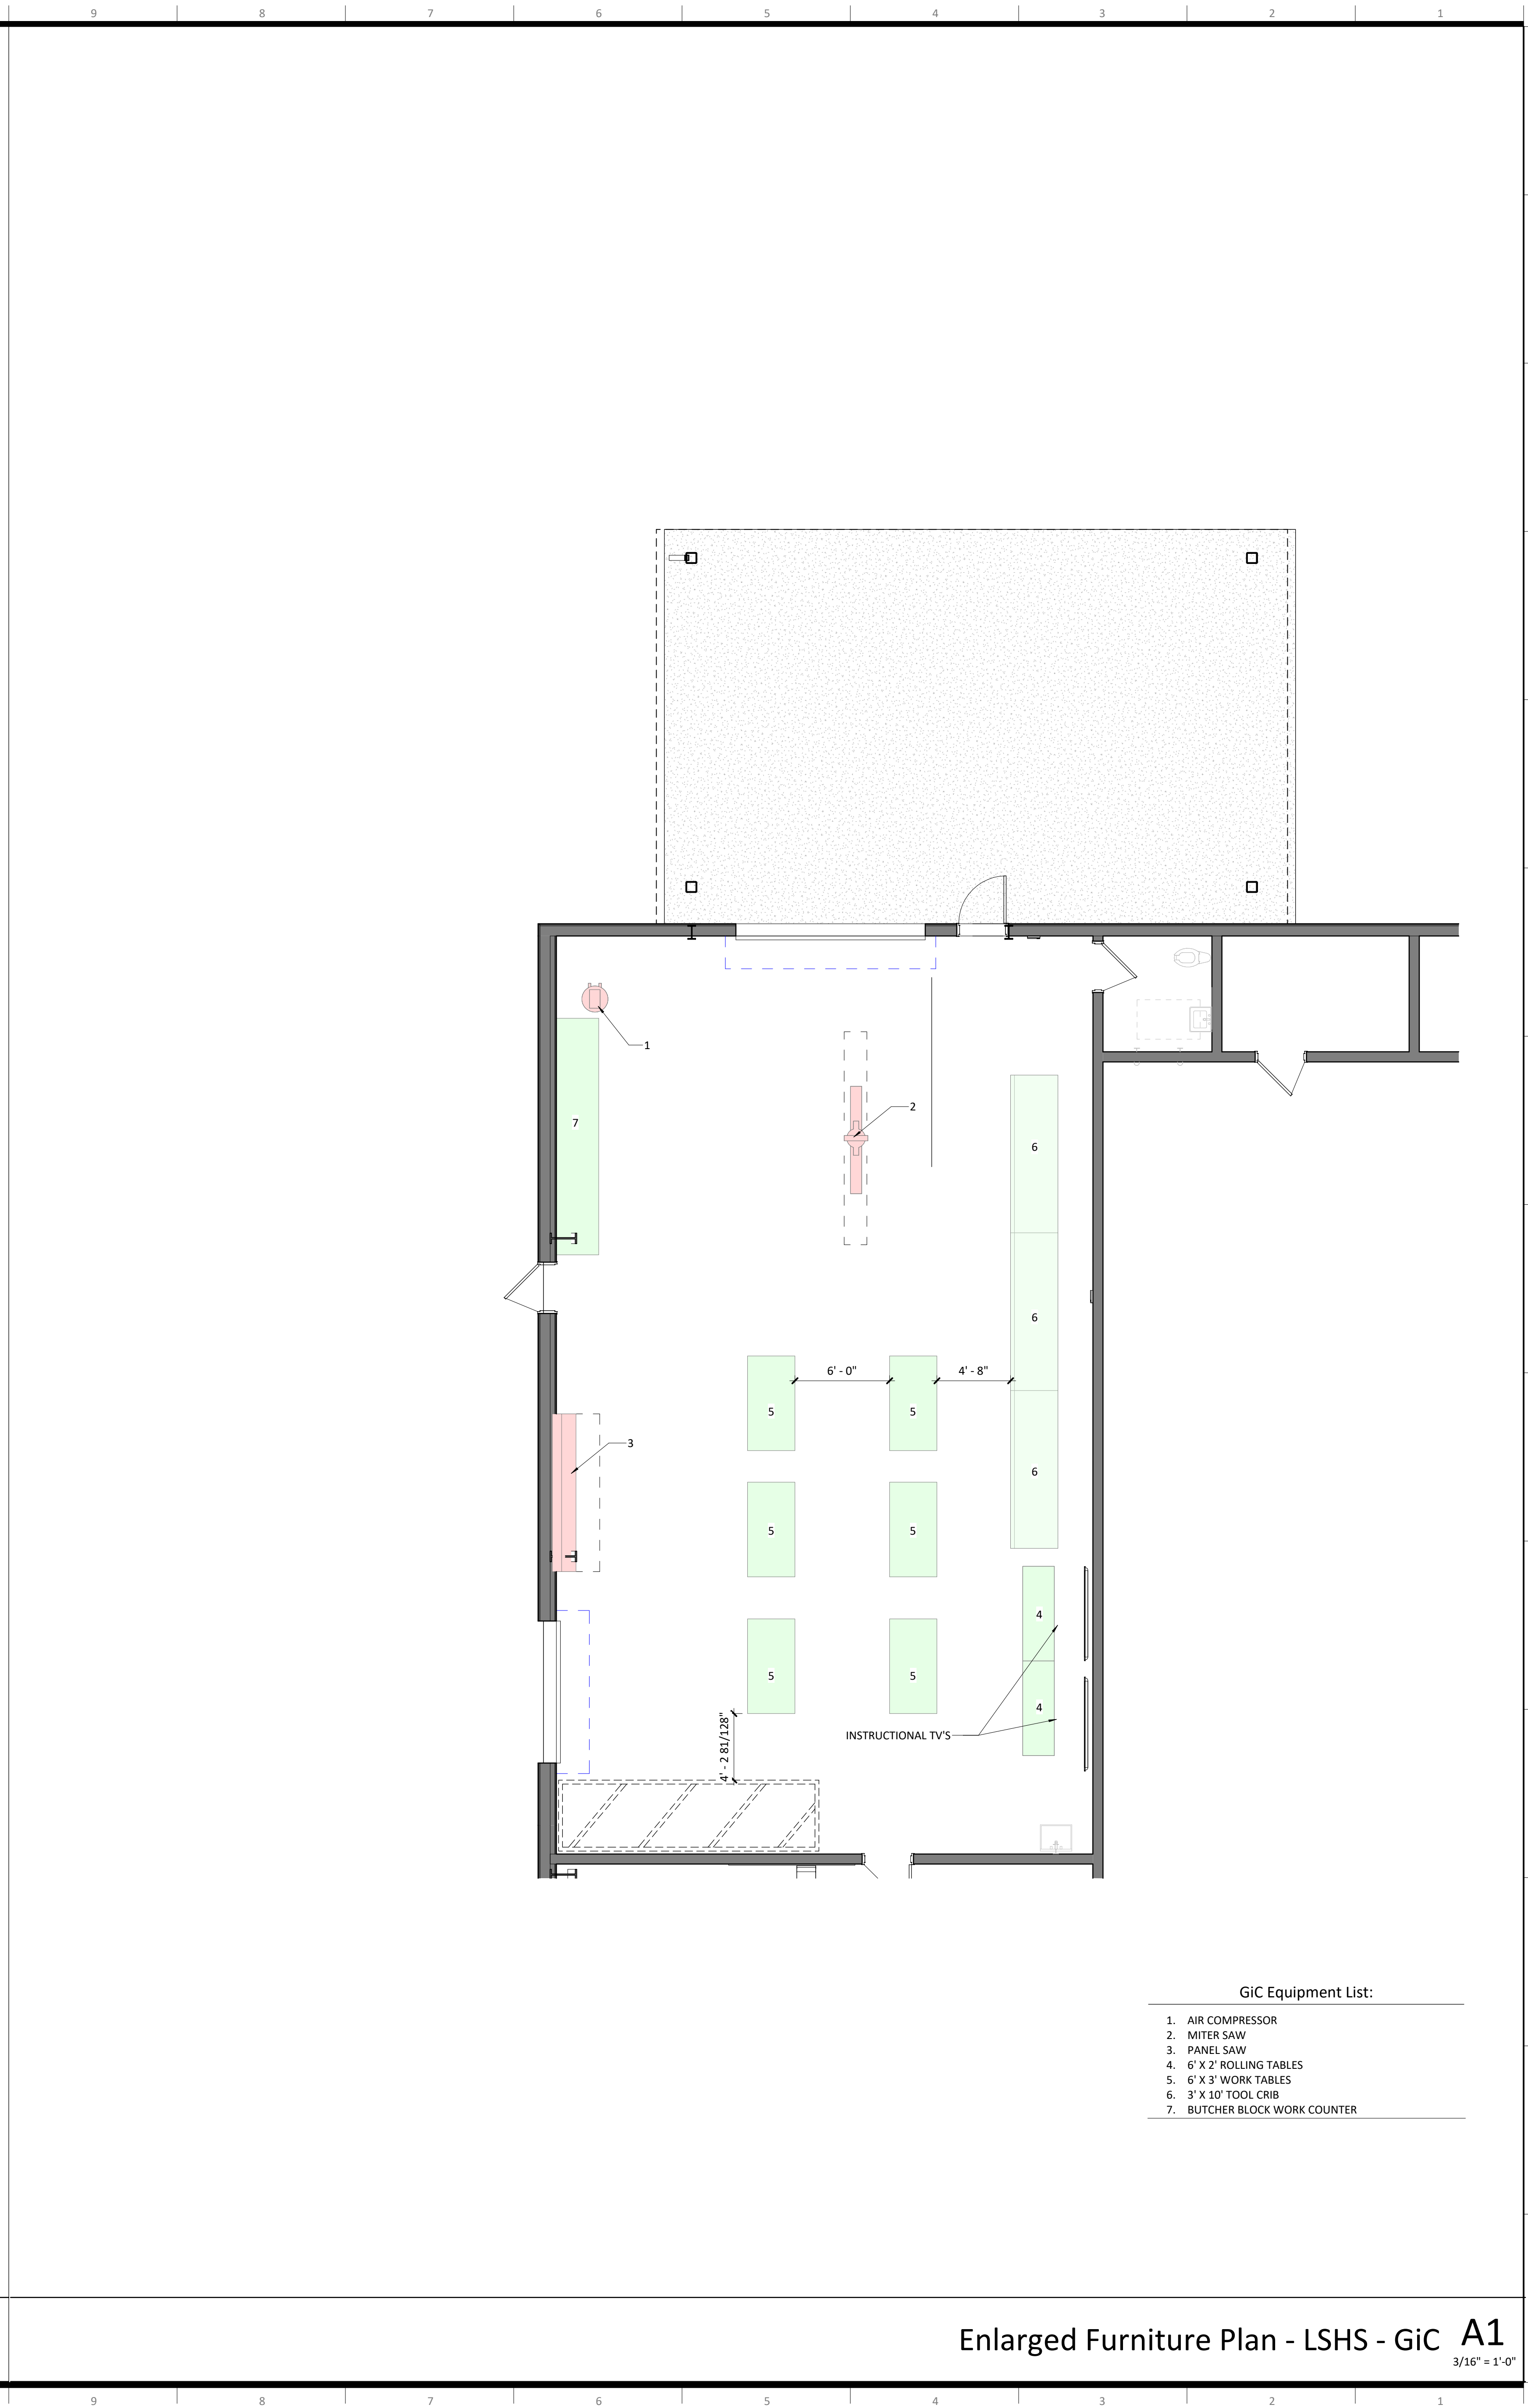 9 8 7 6 5 4 3 2 1
1
7
2
6
6
6' - 0" 4' - 8"
5 5
3
6
5 5
4
5 5
4
4' - 2 81/128"
INSTRUCTIONAL TV'S
GiC Equipment List:
1. AIR COMPRESSOR
2. MITER SAW
3. PANEL SAW
4. 6' X 2' ROLLING TABLES
5. 6' X 3' WORK TABLES
6. 3' X 10' TOOL CRIB
7. BUTCHER BLOCK WORK COUNTER
Enlarged Furniture Plan - LSHS - GiC A1
3/16" = 1'-0"
9 8 7 6 5 4 3 2 1